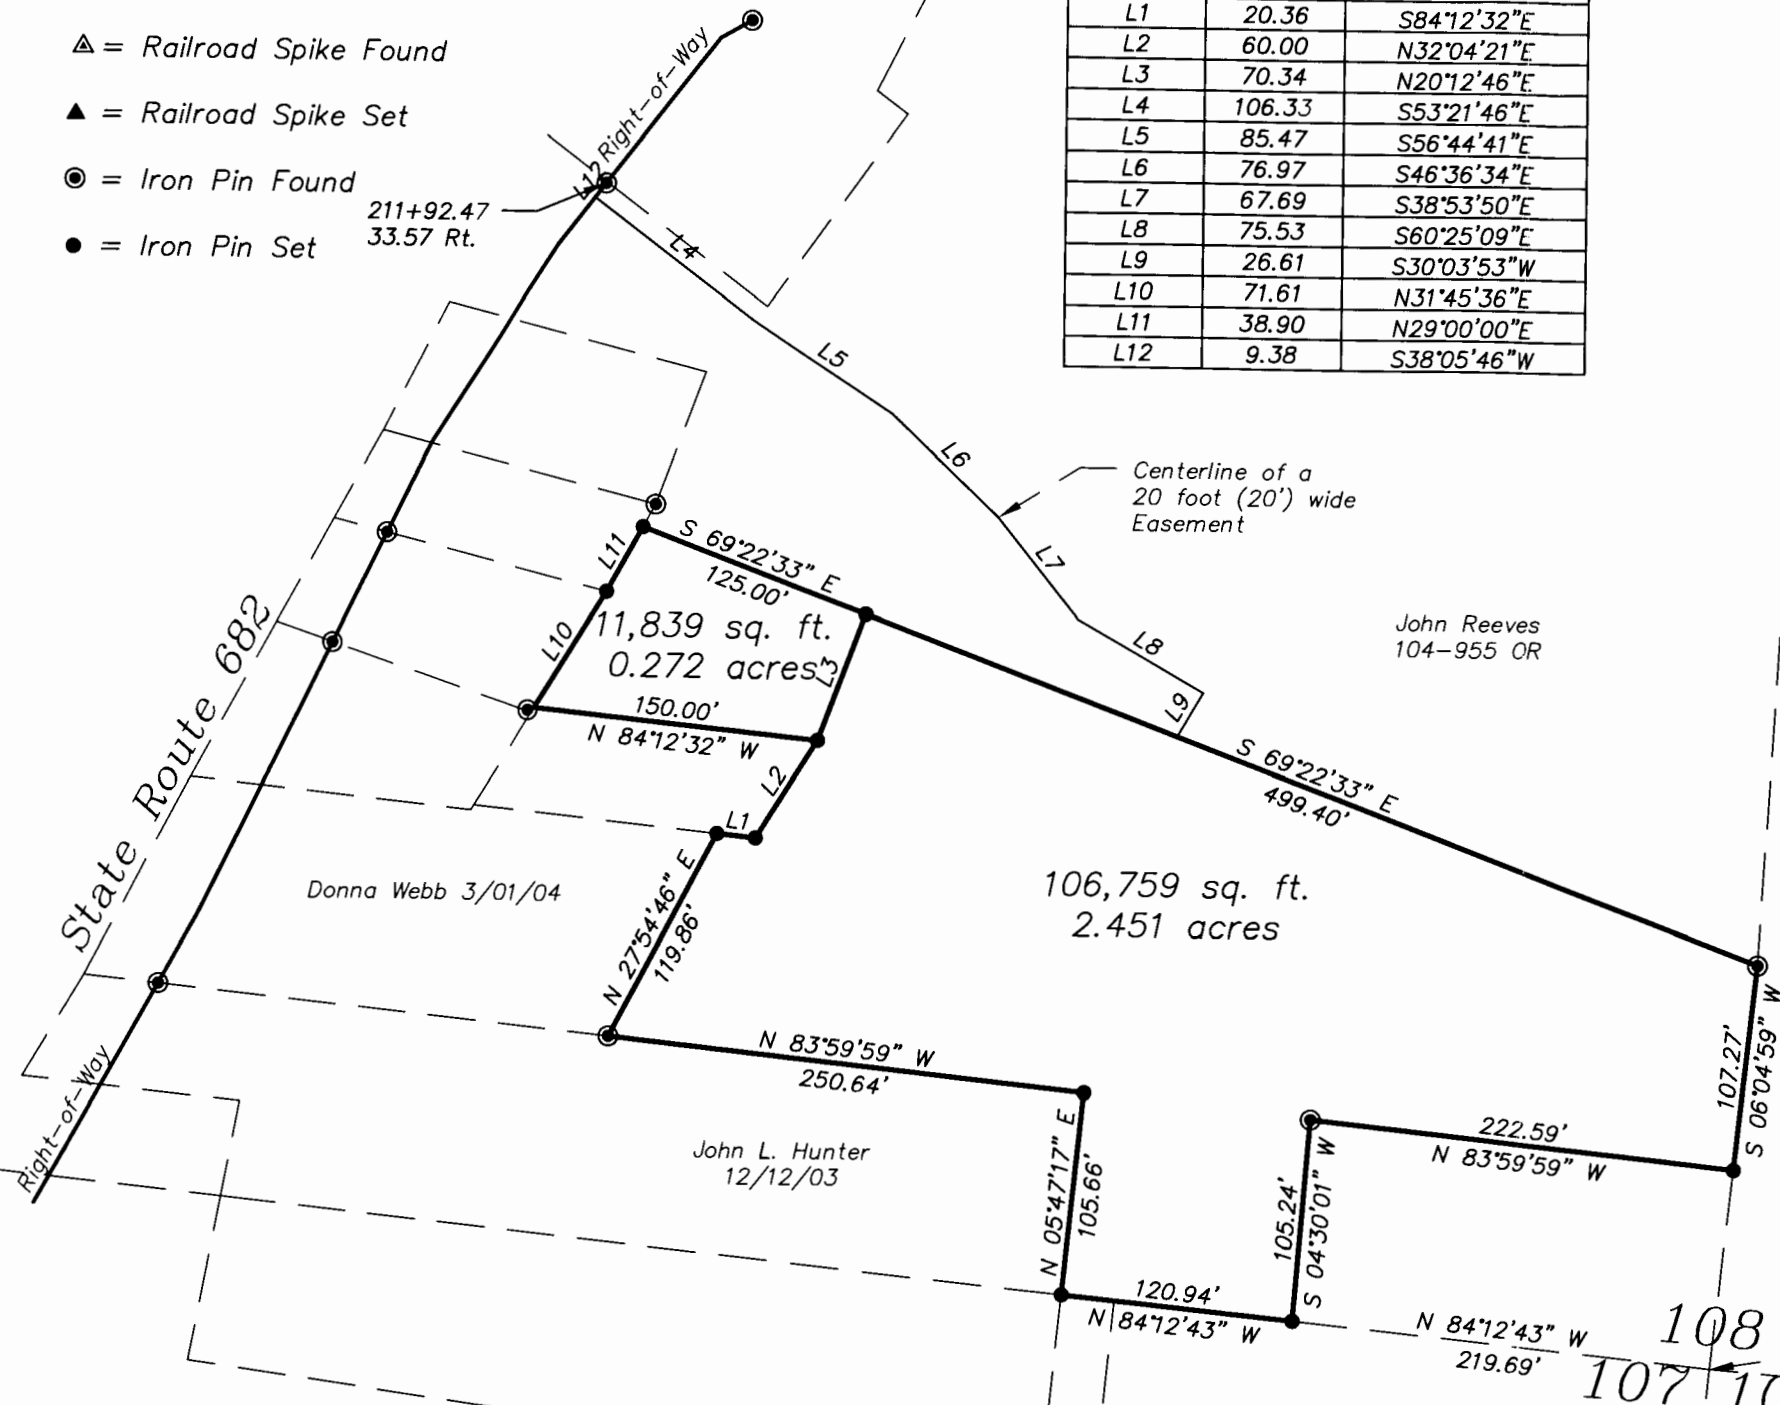 = Railroad Spike Found
= Railroad Spike Set
= Iron Pin Found
= Iron Pin Set
211+92.47
33.57 Rt.
Right-of-Way
L12
L1 20.36 S84°12'32"E
L2 60.00 N32°04'21"E
L3 70.34 N20°12'46"E
L4 106.33 S53°21'46"E
L5 85.47 S56°44'41"E
L6 76.97 S46°36'34"E
L7 67.69 S38°53'50"E
L8 75.53 S60°25'09"E
L9 26.61 S30°03'53"W
L10 71.61 N31°45'36"E
L11 38.90 N29°00'00"E
L12 9.38 S38°05'46"W
L4
L5
L6
Centerline of a
20 foot (20') wide
Easement
L7
L8
L9
John Reeves
104-955 OR
S 69°22'33" E
125.00'
L11
L10
11,839 sq. ft.
0.272 acres
L3
150.00'
N 84°12'32" W
L2
L1
S 69°22'33" E
499.40'
State Route 682
Donna Webb 3/01/04
N 27°54'46" E
119.86'
106,759 sq. ft.
2.451 acres
N 83°59'59" W
250.64'
107.27'
S 06°04'59" W
Right-of-Way
John L. Hunter
12/12/03
N 05°47'17" E
105.66'
222.59'
N 83°59'59" W
105.24'
S 04°30'01" W
120.94'
N 84°12'43" W
N 84°12'43" W
219.69'
108
107